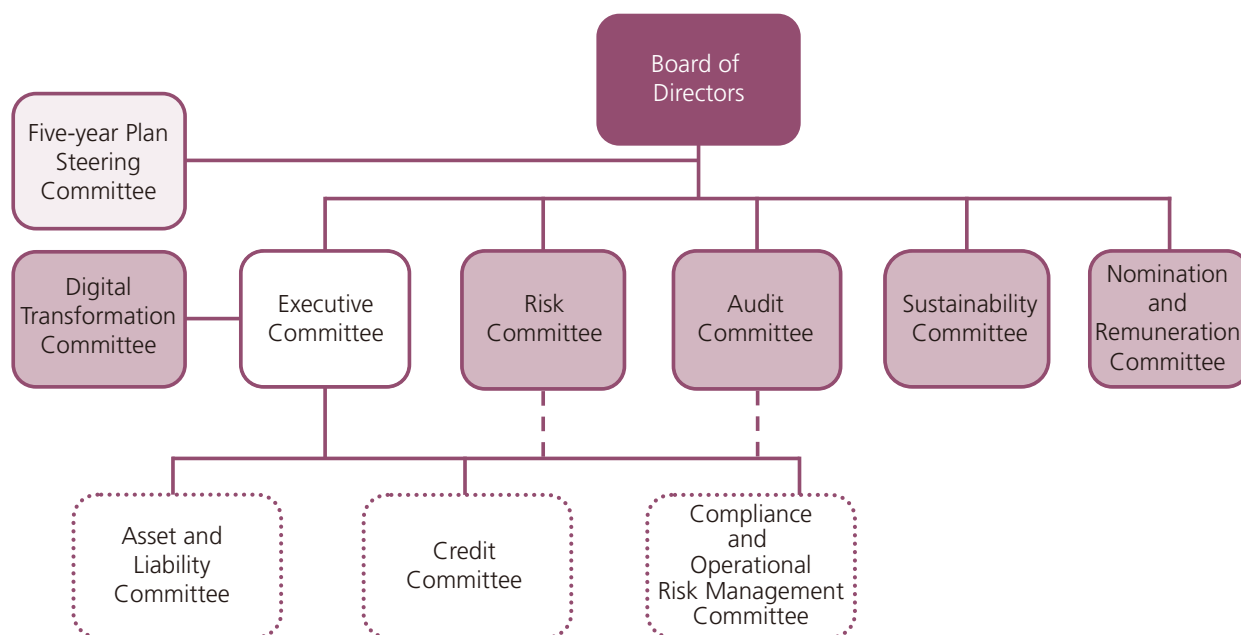 Board of
Directors
Five-year Plan
Steering
Committee
Digital
Transformation
Committee
Executive
Committee
Risk
Committee
Audit
Committee
Sustainability
Committee
Nomination
and
Remuneration
Committee
Asset and
Liability
Committee
Credit
Committee
Compliance
and
Operational
Risk Management
Committee